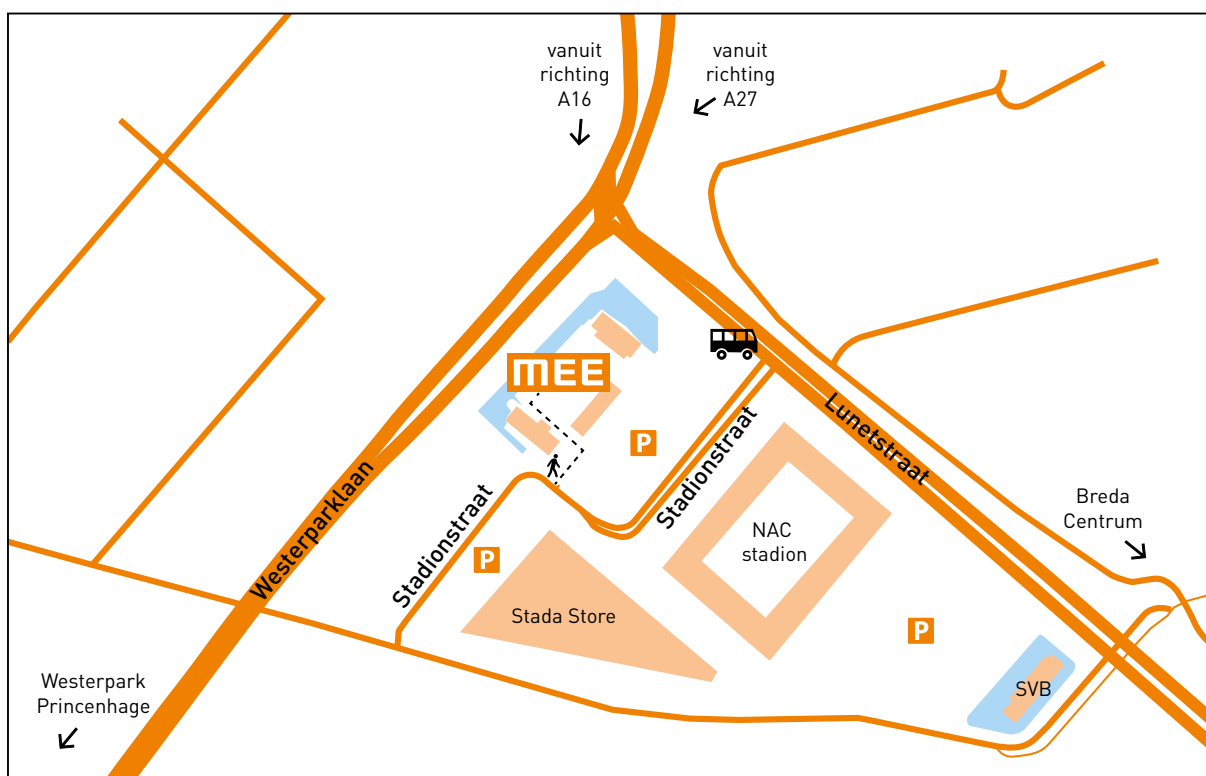 vanuit
richting
A16
vanuit
richting
A27
MEE
P
Lunetstraat
Stadionstraat
Westerparklaan
Stadionstraat
NAC
stadion
Breda
Centrum
P
Stada Store
P
SVB
Westerpark
Princenhage